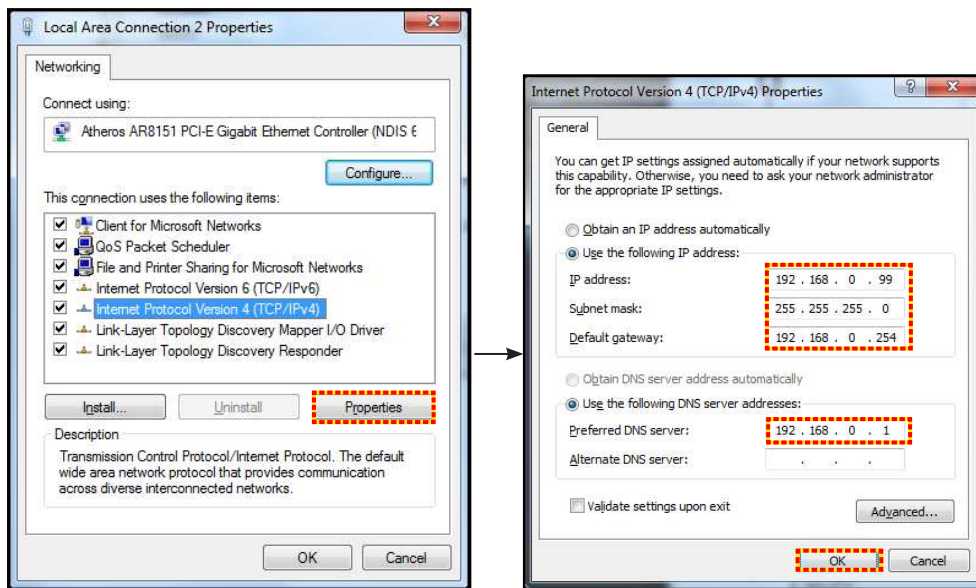 Local Area Connection 2 Properties
Networking
Connect using:
Atheros AR8151 PCI-E Gigabit Ethernet Controller (NDIS 6
Configure...
This connection uses the following items:
Client for Microsoft Networks
QoS Packet Scheduler
File and Printer Sharing for Microsoft Networks
Internet Protocol Version 6 (TCP/IPv6)
Internet Protocol Version 4 (TCP/IPv4)
Link-Layer Topology Discovery Mapper I/O Driver
Link-Layer Topology Discovery Responder
Install...
Uninstall
Properties
Description
Transmission Control Protocol/Internet Protocol. The default
wide area network protocol that provides communication
across diverse interconnected networks.
OK
Cancel
Internet Protocol Version 4 (TCP/IPv4) Properties
General
You can get IP settings assigned automatically if your network supports
this capability. Otherwise, you need to ask your network administrator
for the appropriate IP settings.
Obtain an IP address automatically
Use the following IP address:
IP address: 192 . 168 . 0 . 99
Subnet mask: 255 . 255 . 255 . 0
Default gateway: 192 . 168 . 0 . 254
Obtain DNS server address automatically
Use the following DNS server addresses:
Preferred DNS server: 192 . 168 . 0 . 1
Alternate DNS server: . . .
Validate settings upon exit
Advanced...
OK
Cancel